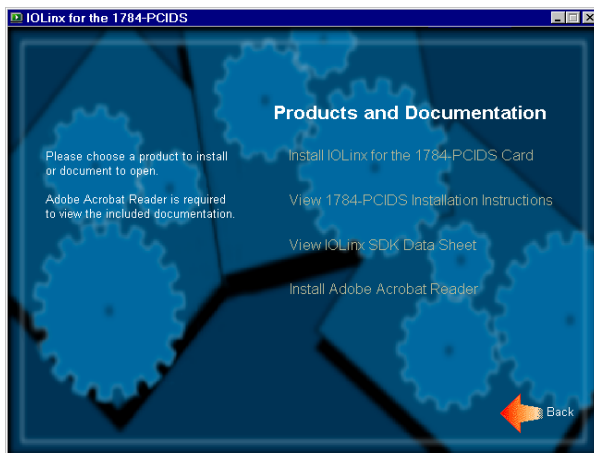 IOLinx for the 1784-PCIDS
Products and Documentation
Please choose a product to install
or document to open.
Adobe Acrobat Reader is required
to view the included documentation.
Install IOLinx for the 1784-PCIDS Card
View 1784-PCIDS Installation Instructions
View IOLinx SDK Data Sheet
Install Adobe Acrobat Reader
Back